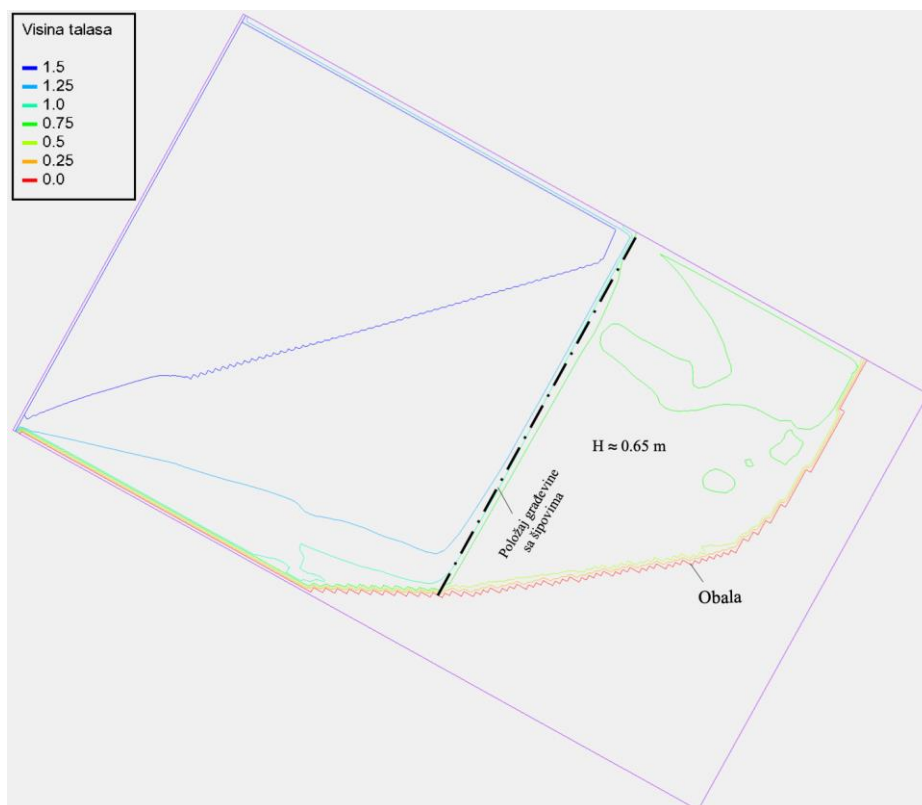 Visina talasa
1.5
1.25
1.0
0.75
0.5
0.25
0.0
H ≈ 0.65 m
Položaj građevine
sa šipovima
Obala